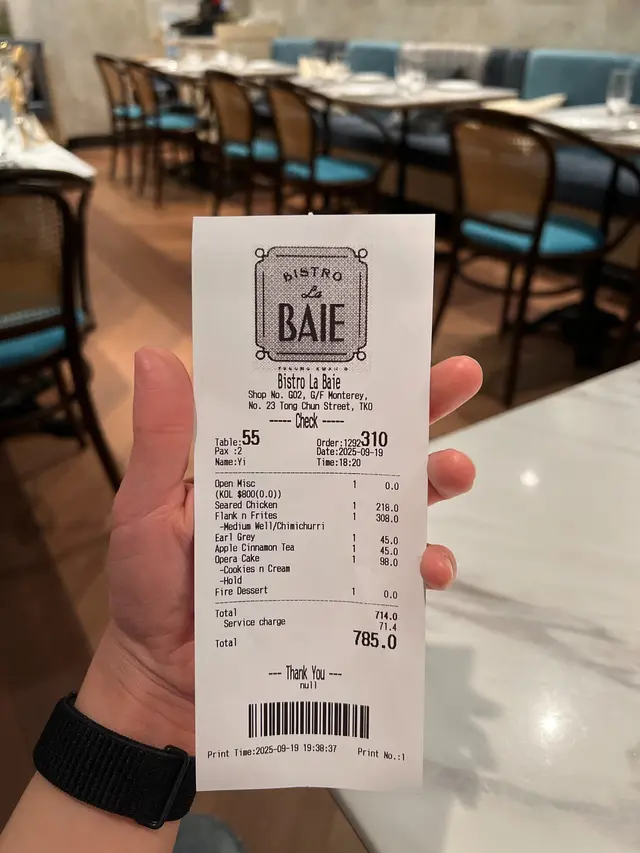 BISTRO
La
BAIE
Bistro La Baie
Shop No. G02, G/F Monterey,
No. 23 Tong Chun Street, TKO
----- Check -----
Table:55 Order:1292310
Pax :2 Date:2025-09-19
Name:Yi Time:18:20
Open Misc 1 0.0
(KOL $800(0.0))
Seared Chicken 1 218.0
Flank n Frites 1 308.0
-Medium Well/Chimichurri
Earl Grey 1 45.0
Apple Cinnamon Tea 1 45.0
Opera Cake 1 98.0
-Cookies n Cream
-Hold
Fire Dessert 1 0.0
Total 714.0
Service charge 71.4
Total 785.0
--- Thank You ---
null
Print Time:2025-09-19 19:38:37 Print No.:1